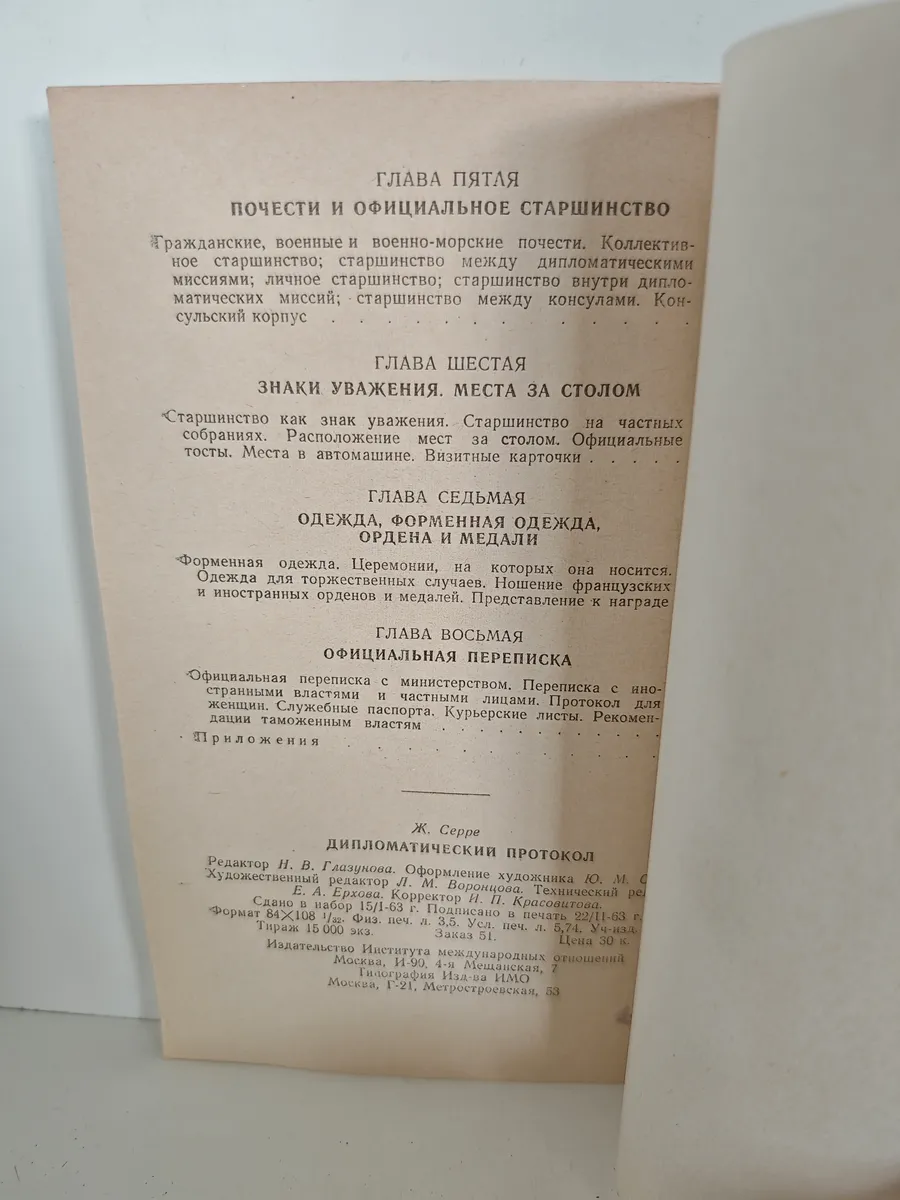 ГЛАВА ПЯТАЯ
ПОЧЕСТИ И ОФИЦИАЛЬНОЕ СТАРШИНСТВО
Гражданские, военные и военно-морские почести. Коллектив-
ное старшинство; старшинство между дипломатическими
миссиями; личное старшинство; старшинство внутри дипло-
матических миссий; старшинство между консулами. Кон-
сульский корпус . . . . . . . . .
ГЛАВА ШЕСТАЯ
ЗНАКИ УВАЖЕНИЯ. МЕСТА ЗА СТОЛОМ
Старшинство как знак уважения. Старшинство на частных
собраниях. Расположение мест за столом. Официальные
тосты. Места в автомашине. Визитные карточки . . . . .
ГЛАВА СЕДЬМАЯ
ОДЕЖДА, ФОРМЕННАЯ ОДЕЖДА,
ОРДЕНА И МЕДАЛИ
Форменная одежда. Церемонии, на которых она носится.
Одежда для торжественных случаев. Ношение французских
и иностранных орденов и медалей. Представление к награде
ГЛАВА ВОСЬМАЯ
ОФИЦИАЛЬНАЯ ПЕРЕПИСКА
Официальная переписка с министерством. Переписка с ино-
странными властями и частными лицами. Протокол для
женщин. Служебные паспорта. Курьерские листы. Рекомен-
дации таможенным властям . . . . . . . .
Приложения . . . . . . . .
Ж. Серре
ДИПЛОМАТИЧЕСКИЙ ПРОТОКОЛ
Редактор Н. В. Глазунова. Оформление художника Ю. М. С
Художественный редактор Л. М. Воронцова. Технический ре
Е. А. Ерхова. Корректор И. П. Красовитова.
Сдано в набор 15/I-63 г. Подписано в печать 22/II-63 г.
Формат 84×108 1/32. Физ. печ. л. 3,5. Усл. печ. л. 5,74. Уч-изд.
Тираж 15 000 экз. Заказ 51. Цена 30 к.
Издательство Института международных отношений
Москва, И-90, 4-я Мещанская, 7
Типография Изд-ва ИМО
Москва, Г-21, Метростроевская, 53